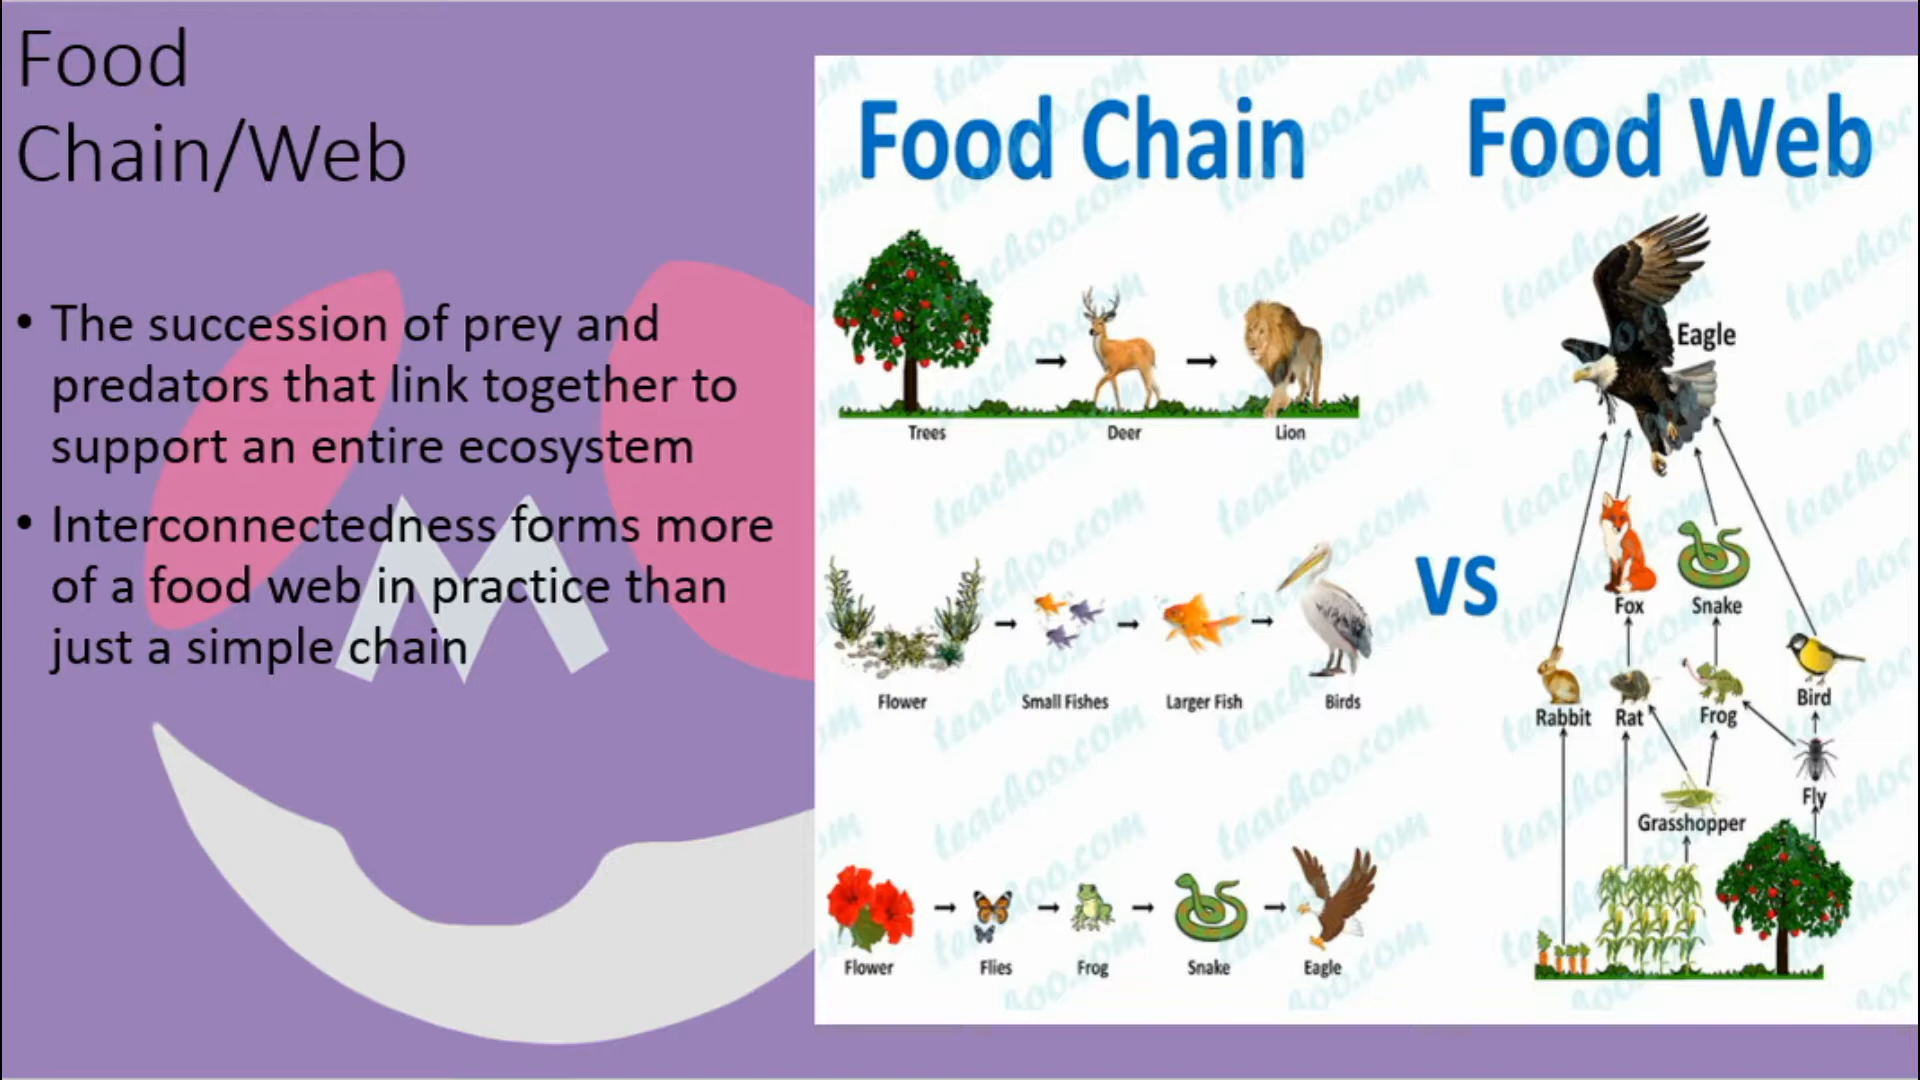 Food
Chain/Web
• The succession of prey and
predators that link together to
support an entire ecosystem
• Interconnectedness forms more
of a food web in practice than
just a simple chain
M
Food Chain
Trees
Deer
Lion
Flower
Small Fishes
Larger Fish
Birds
Flower
Flies
Frog
Snake
Eagle
VS
Food Web
Eagle
Fox
Snake
Rabbit
Rat
Frog
Bird
Fly
Grasshopper
teachoo.com